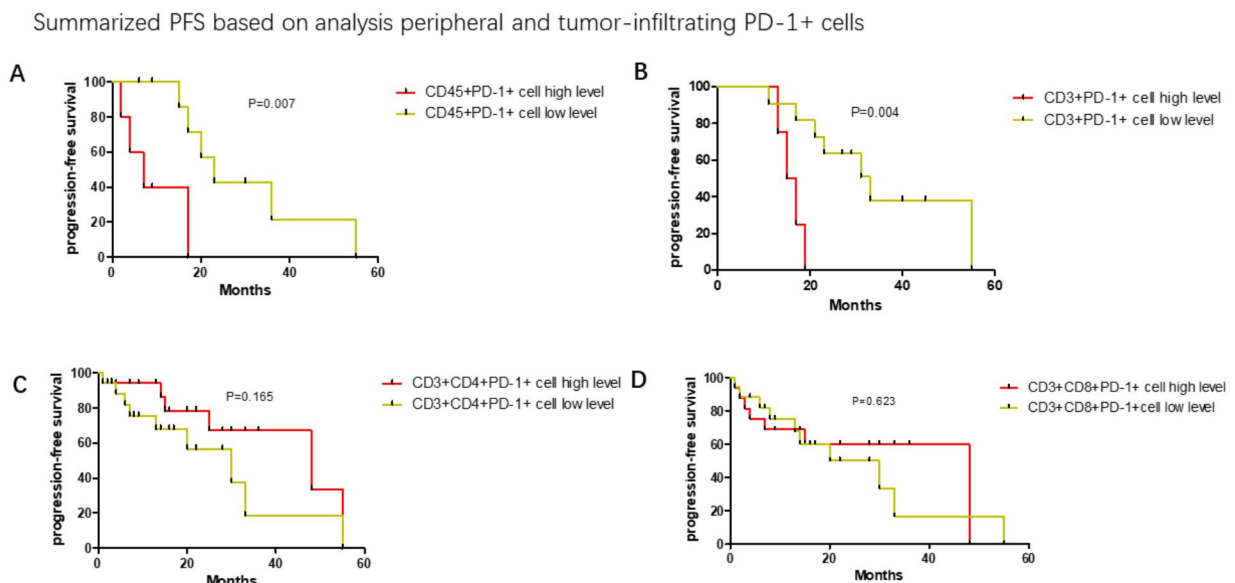 Summarized PFS based on analysis peripheral and tumor-infiltrating PD-1+ cells
A
progression-free survival
100
80
60
40
20
0
0 20 40 60
Months
P=0.007
CD45+PD-1+ cell high level
CD45+PD-1+ cell low level
B
progression-free survival
100
80
60
40
20
0
0 20 40 60
Months
P=0.004
CD3+PD-1+ cell high level
CD3+PD-1+ cell low level
C
progression-free survival
100
80
60
40
20
0
0 20 40 60
Months
P=0.165
CD3+CD4+PD-1+ cell high level
CD3+CD4+PD-1+ cell low level
D
progression-free survival
100
80
60
40
20
0
0 20 40 60
Months
P=0.623
CD3+CD8+PD-1+ cell high level
CD3+CD8+PD-1+cell low level